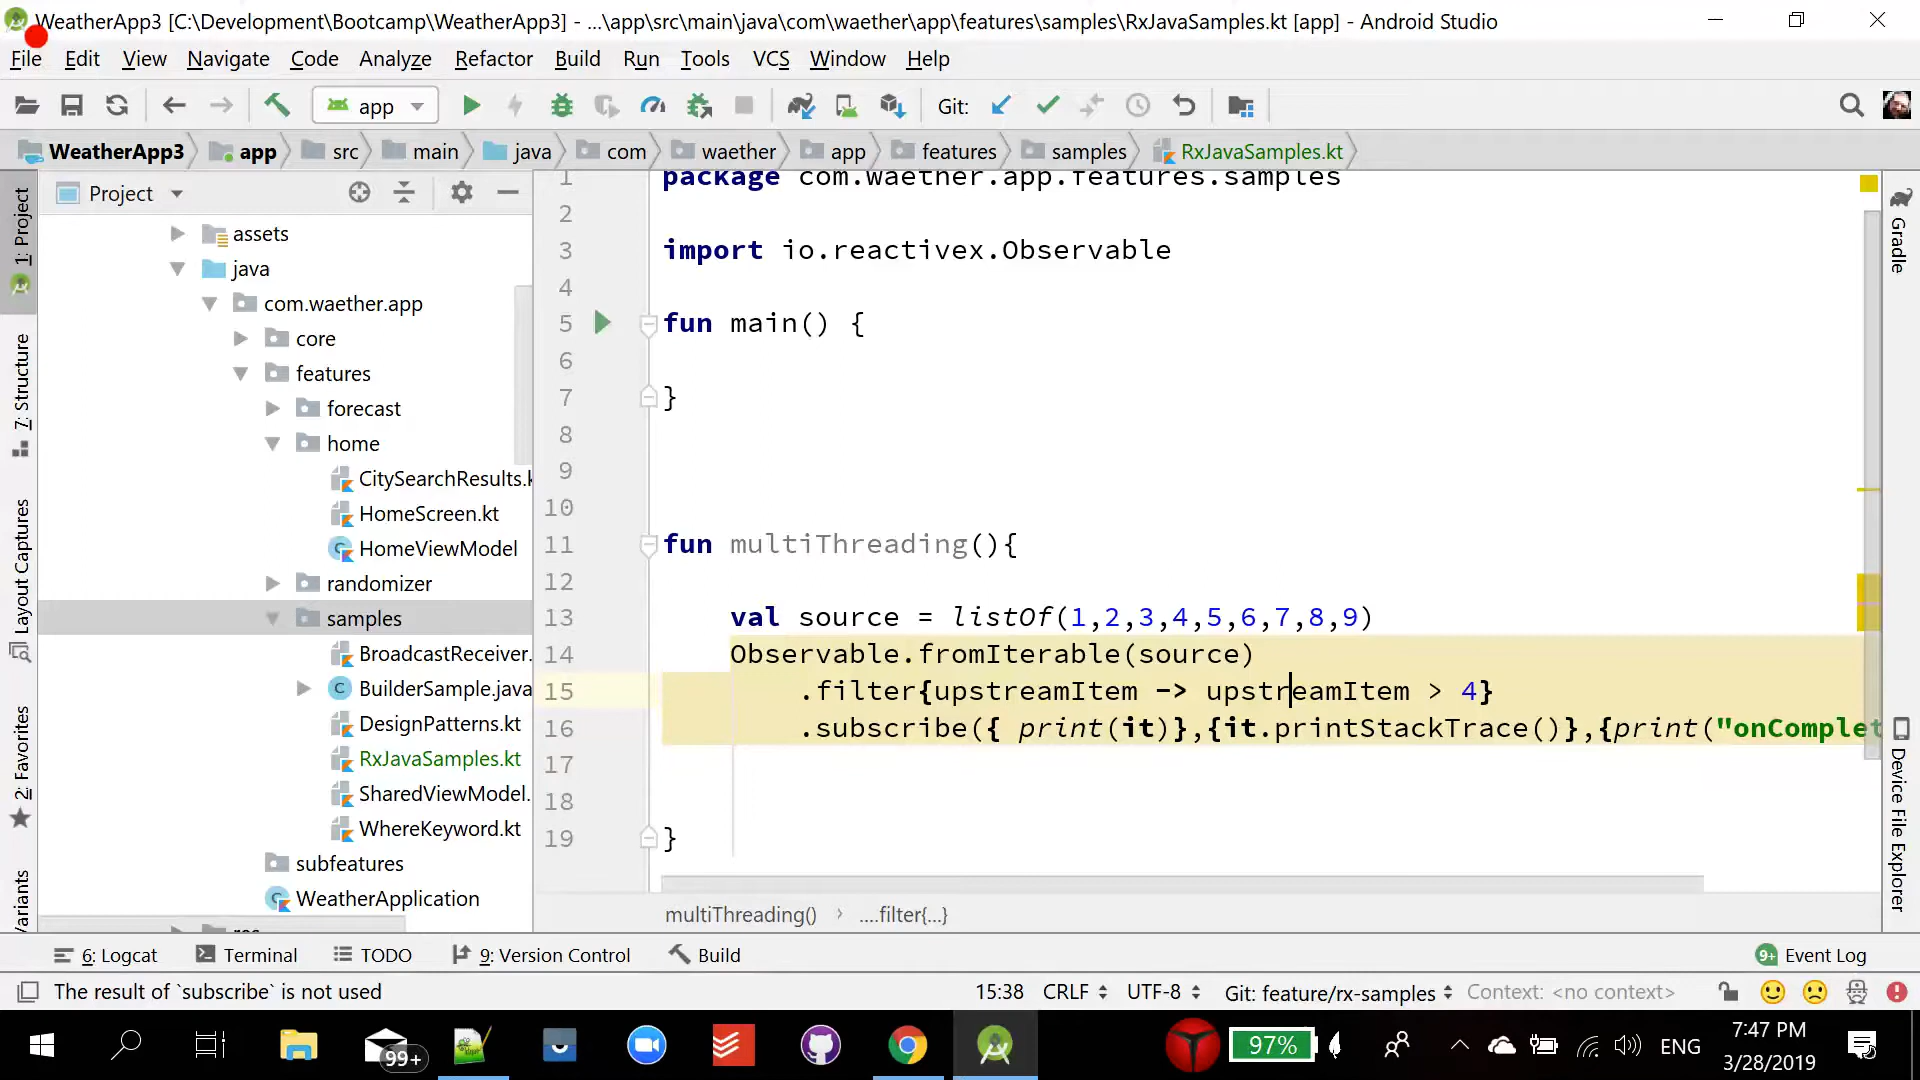 WeatherApp3 [C:\Development\Bootcamp\WeatherApp3] - ...\app\src\main\java\com\waether\app\features\samples\RxJavaSamples.kt [app] - Android Studio
File Edit View Navigate Code Analyze Refactor Build Run Tools VCS Window Help
app Git:
WeatherApp3 app src main java com waether app features samples RxJavaSamples.kt
Project
1: Project
7: Structure
Layout Captures
2: Favorites
assets
java
com.waether.app
core
features
forecast
home
CitySearchResults.k
HomeScreen.kt
HomeViewModel
randomizer
samples
BroadcastReceiver.
BuilderSample.java
DesignPatterns.kt
RxJavaSamples.kt
SharedViewModel.
WhereKeyword.kt
subfeatures
WeatherApplication
1 package com.waether.app.features.samples
2
3 import io.reactivex.Observable
4
5 fun main() {
6
7 }
8
9
10
11 fun multiThreading(){
12
13 val source = listOf(1,2,3,4,5,6,7,8,9)
14 Observable.fromIterable(source)
15 .filter{upstreamItem -> upstreamItem > 4}
16 .subscribe({ print(it)},{it.printStackTrace()},{print("onComplet
17
18
19 }
multiThreading() › ....filter{...}
Gradle
Device File Explorer
6: Logcat Terminal TODO 9: Version Control Build 9+ Event Log
The result of `subscribe` is not used 15:38 CRLF UTF-8 Git: feature/rx-samples Context: <no context>
99+ 97% ENG
7:47 PM
3/28/2019